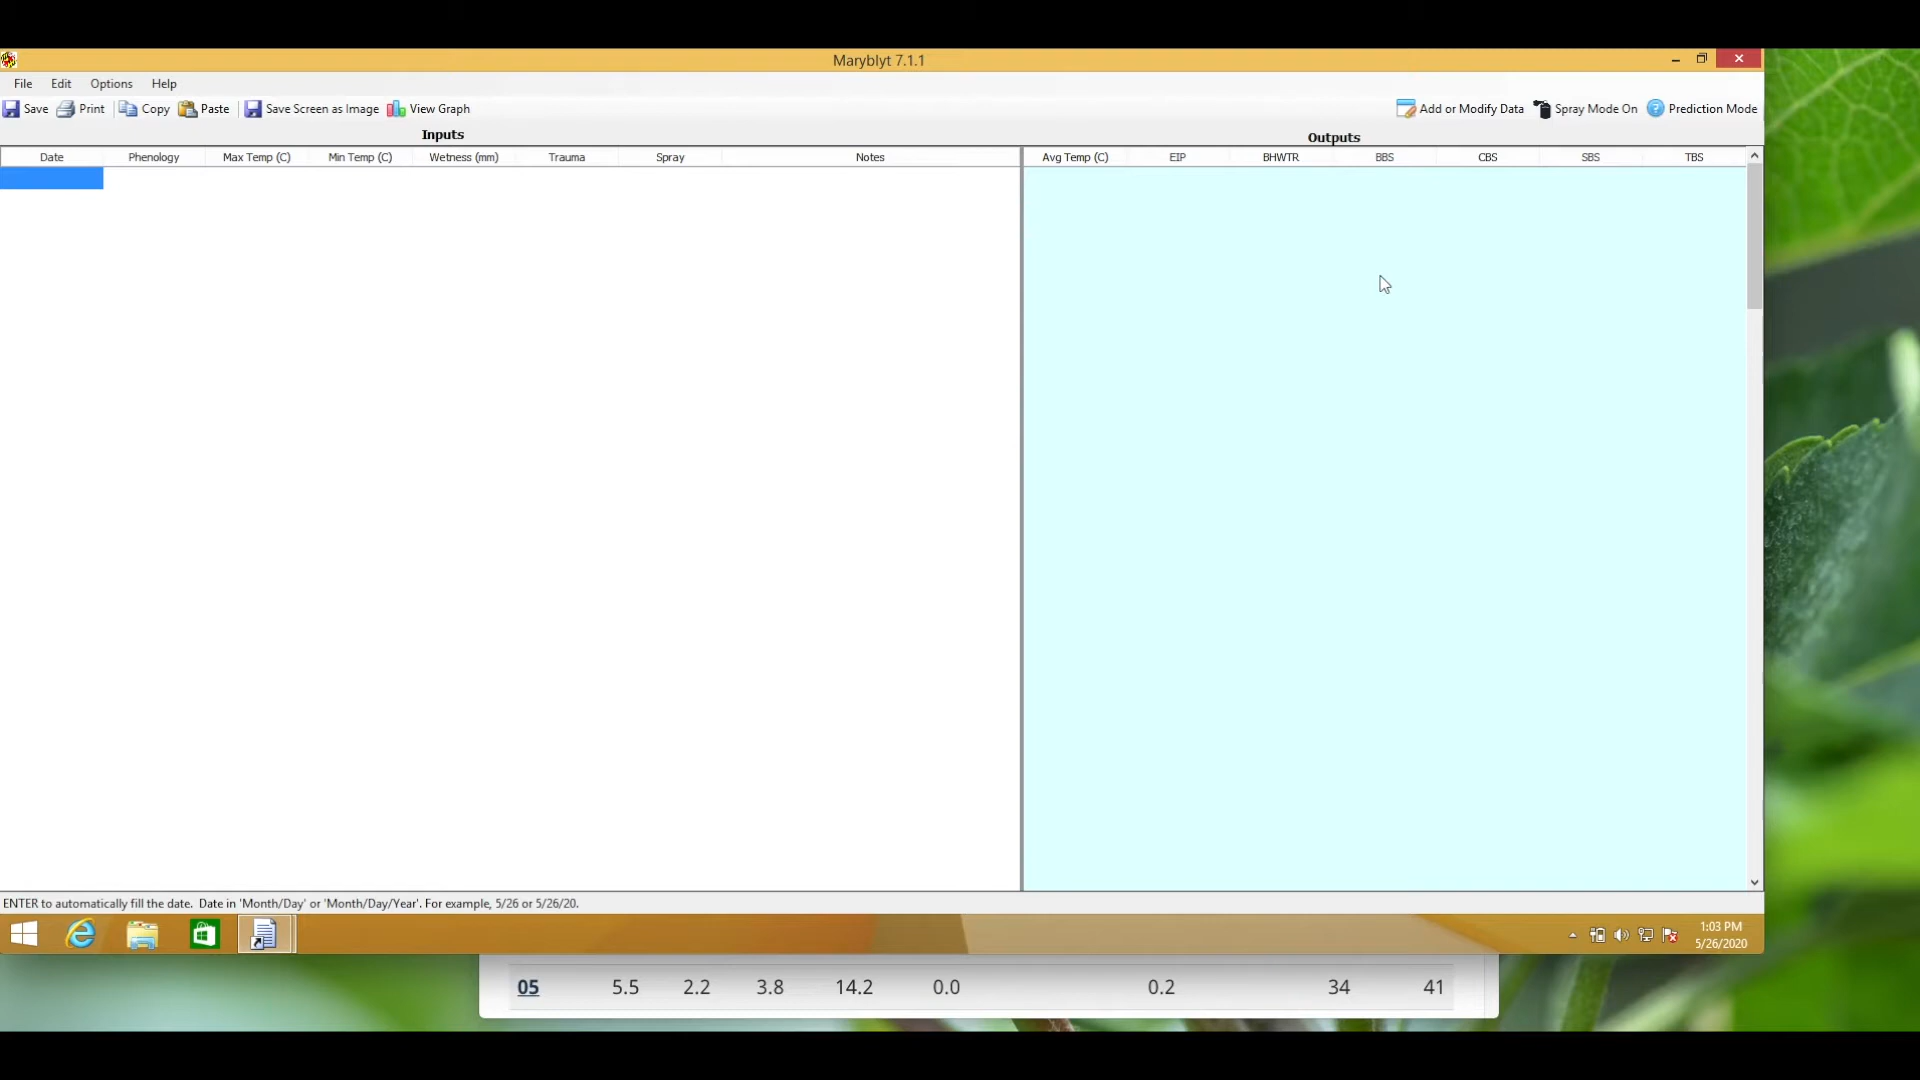 Maryblyt 7.1.1
File Edit Options Help
Save Print Copy Paste Save Screen as Image View Graph Add or Modify Data Spray Mode On Prediction Mode
Inputs Outputs
Date Phenology Max Temp (C) Min Temp (C) Wetness (mm) Trauma Spray Notes Avg Temp (C) EIP BHWTR BBS CBS SBS TBS
ENTER to automatically fill the date. Date in 'Month/Day' or 'Month/Day/Year'. For example, 5/26 or 5/26/20.
1:03 PM
5/26/2020
05 5.5 2.2 3.8 14.2 0.0 0.2 34 41